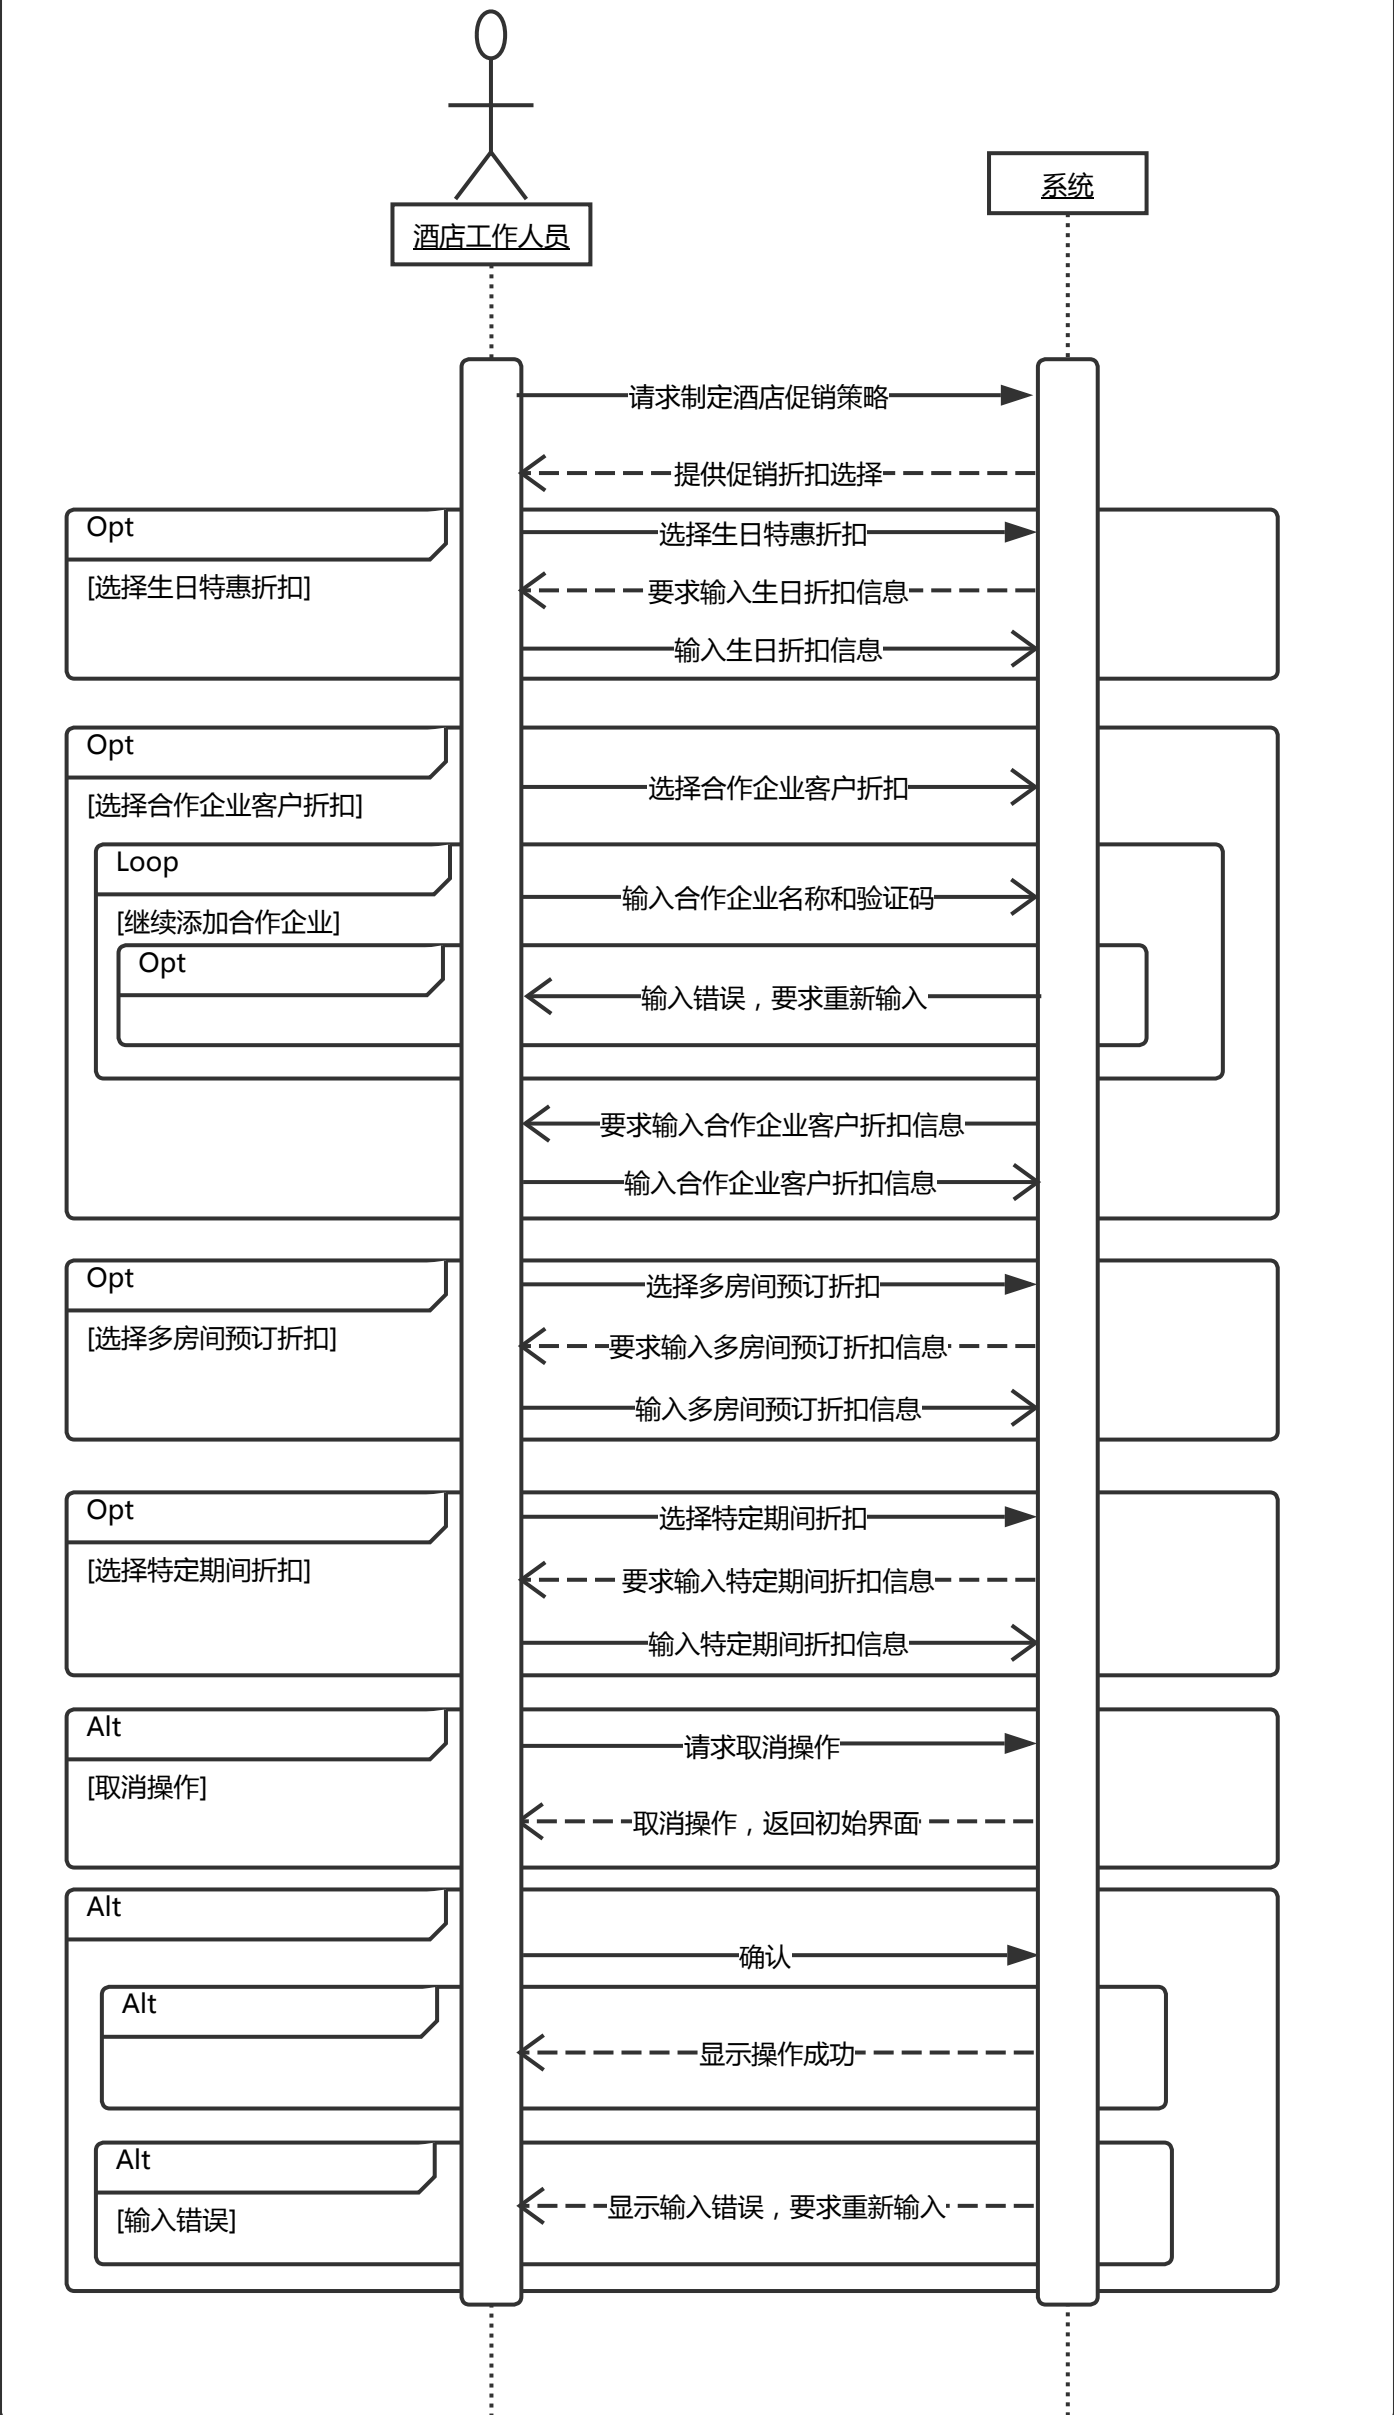 系统
酒店工作人员
请求制定酒店促销策略
提供促销折扣选择
Opt
选择生日特惠折扣
[选择生日特惠折扣]
要求输入生日折扣信息
输入生日折扣信息
Opt
选择合作企业客户折扣
[选择合作企业客户折扣]
Loop
输入合作企业名称和验证码
[继续添加合作企业]
Opt
输入错误，要求重新输入
要求输入合作企业客户折扣信息
输入合作企业客户折扣信息
Opt
选择多房间预订折扣
[选择多房间预订折扣]
要求输入多房间预订折扣信息
输入多房间预订折扣信息
Opt
选择特定期间折扣
[选择特定期间折扣]
要求输入特定期间折扣信息
输入特定期间折扣信息
Alt
请求取消操作
[取消操作]
取消操作，返回初始界面
Alt
确认
Alt
显示操作成功
Alt
显示输入错误，要求重新输入
[输入错误]